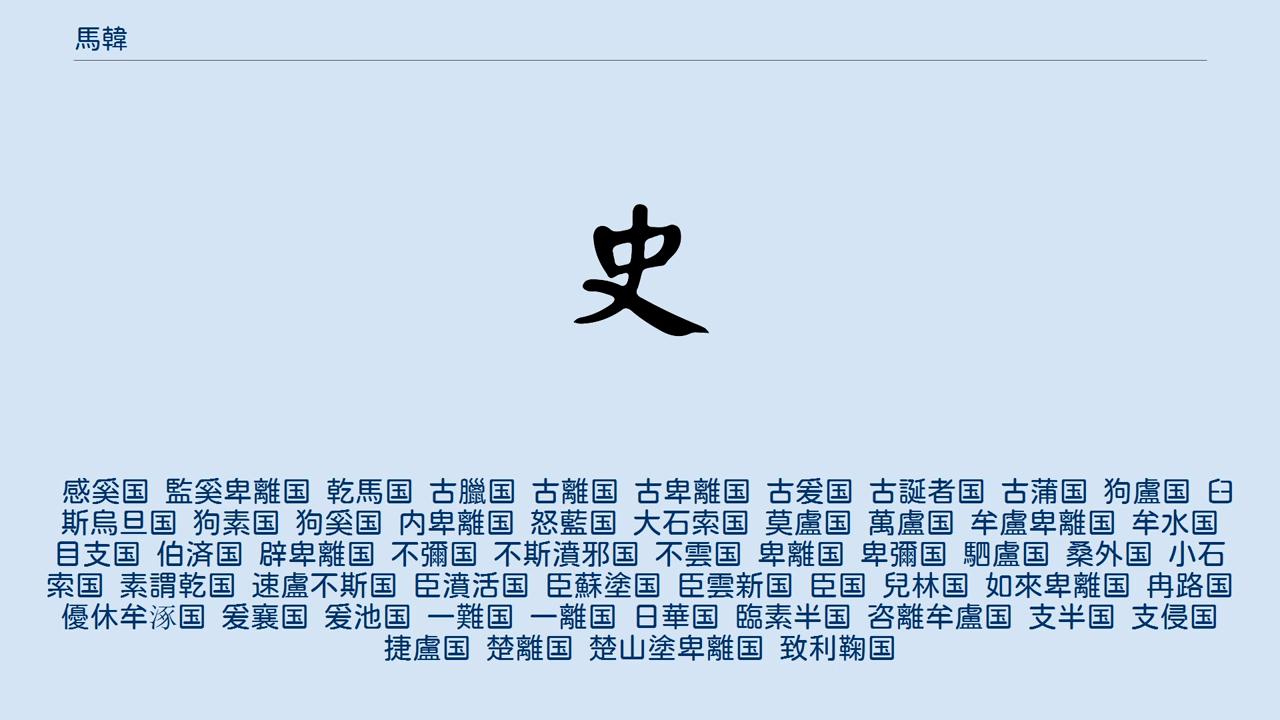 馬韓
史
感奚国 監奚卑離国 乾馬国 古臘国 古離国 古卑離国 古爰国 古誕者国 古蒲国 狗盧国 臼
斯烏旦国 狗素国 狗奚国 内卑離国 怒藍国 大石索国 莫盧国 萬盧国 牟盧卑離国 牟水国
目支国 伯済国 辟卑離国 不彌国 不斯濆邪国 不雲国 卑離国 卑彌国 駟盧国 桑外国 小石
索国 素謂乾国 速盧不斯国 臣濆活国 臣蘇塗国 臣雲新国 臣国 兒林国 如來卑離国 冉路国
優休牟涿国 爰襄国 爰池国 一難国 一離国 日華国 臨素半国 咨離牟盧国 支半国 支侵国
捷盧国 楚離国 楚山塗卑離国 致利鞠国